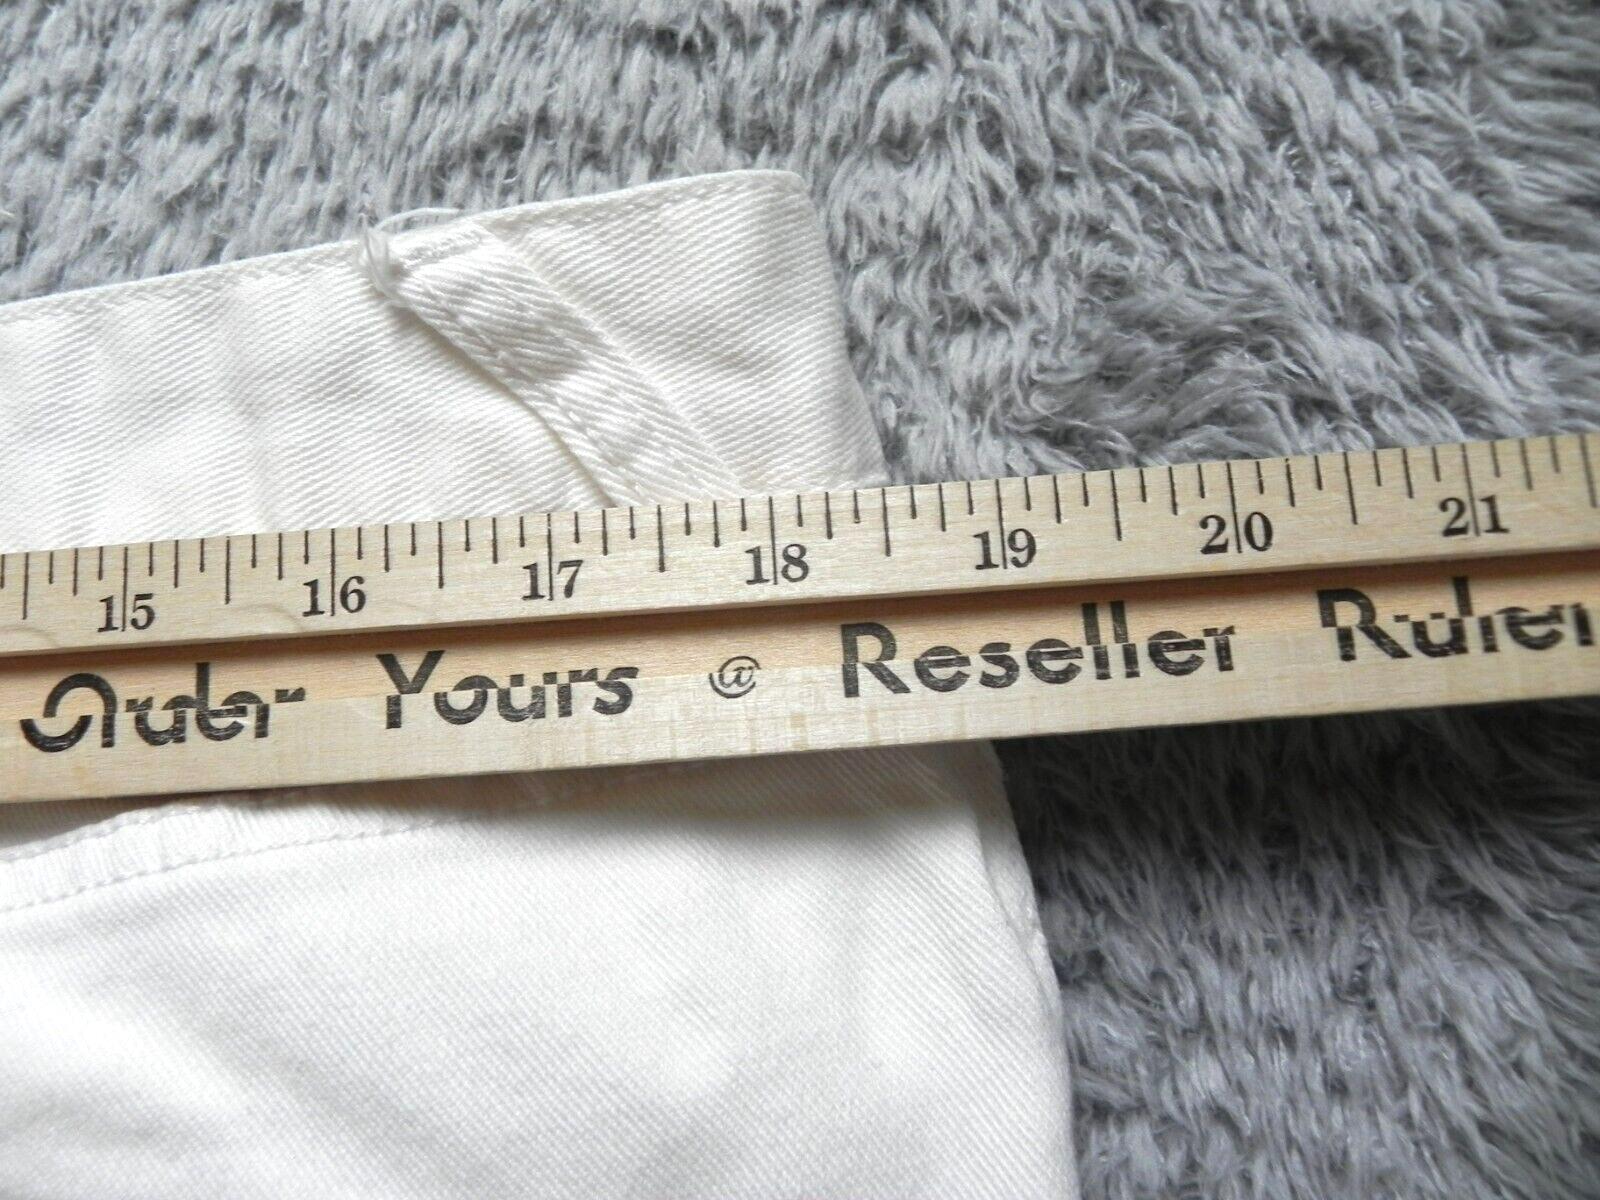 15 16 17 18 19 20 21
Order Yours @ Reseller Ruler